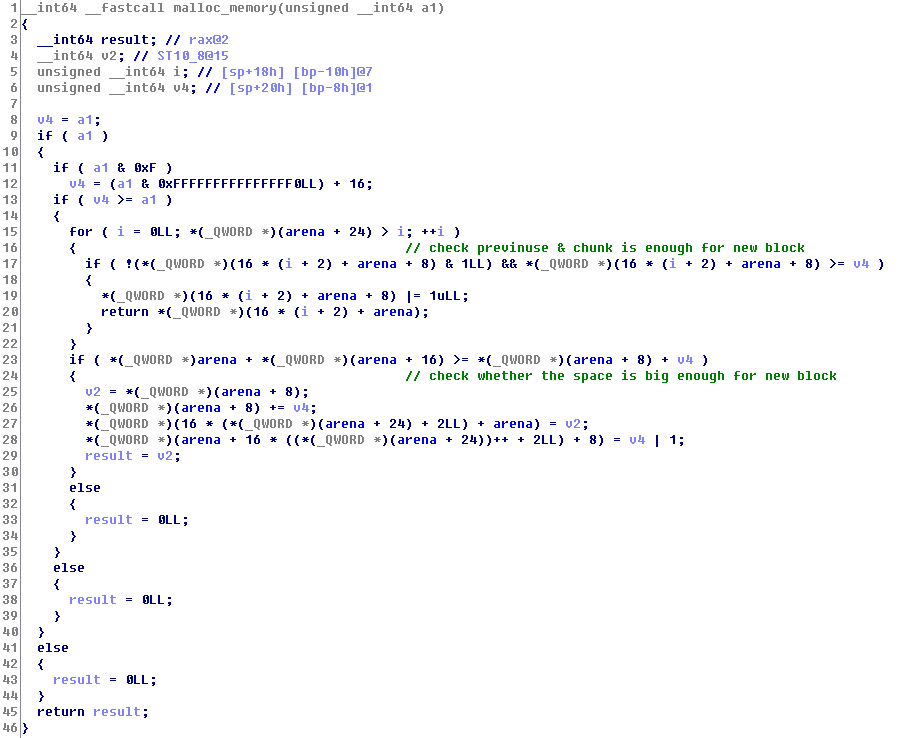 1 __int64 __fastcall malloc_memory(unsigned __int64 a1)
2 {
3   __int64 result; // rax@2
4   __int64 v2; // ST10_8@15
5   unsigned __int64 i; // [sp+18h] [bp-10h]@7
6   unsigned __int64 v4; // [sp+20h] [bp-8h]@1
7
8   v4 = a1;
9   if ( a1 )
10   {
11     if ( a1 & 0xF )
12       v4 = (a1 & 0xFFFFFFFFFFFFFFF0LL) + 16;
13     if ( v4 >= a1 )
14     {
15       for ( i = 0LL; *(_QWORD *)(arena + 24) > i; ++i )
16       {                                         // check previnuse & chunk is enough for new block
17         if ( !(*(_QWORD *)(16 * (i + 2) + arena + 8) & 1LL) && *(_QWORD *)(16 * (i + 2) + arena + 8) >= v4 )
18         {
19           *(_QWORD *)(16 * (i + 2) + arena + 8) |= 1uLL;
20           return *(_QWORD *)(16 * (i + 2) + arena);
21         }
22       }
23       if ( *(_QWORD *)arena + *(_QWORD *)(arena + 16) >= *(_QWORD *)(arena + 8) + v4 )
24       {                                         // check whether the space is big enough for new block
25         v2 = *(_QWORD *)(arena + 8);
26         *(_QWORD *)(arena + 8) += v4;
27         *(_QWORD *)(16 * (*(_QWORD *)(arena + 24) + 2LL) + arena) = v2;
28         *(_QWORD *)(arena + 16 * ((*(_QWORD *)(arena + 24))++ + 2LL) + 8) = v4 | 1;
29         result = v2;
30       }
31       else
32       {
33         result = 0LL;
34       }
35     }
36     else
37     {
38       result = 0LL;
39     }
40   }
41   else
42   {
43     result = 0LL;
44   }
45   return result;
46 }